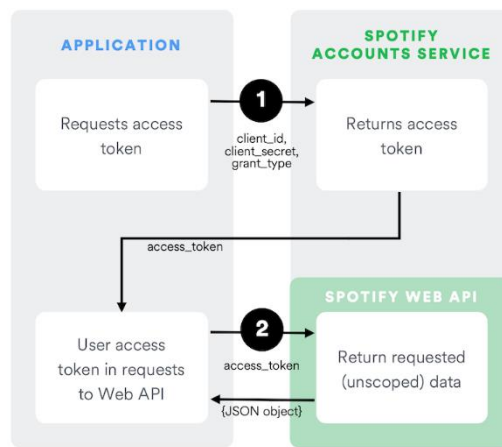 APPLICATION
SPOTIFY
ACCOUNTS SERVICE
Requests access
token
1
client_id,
client_secret,
grant_type
Returns access
token
access_token
SPOTIFY WEB API
User access
token in requests
to Web API
2
access_token
{JSON object}
Return requested
(unscoped) data